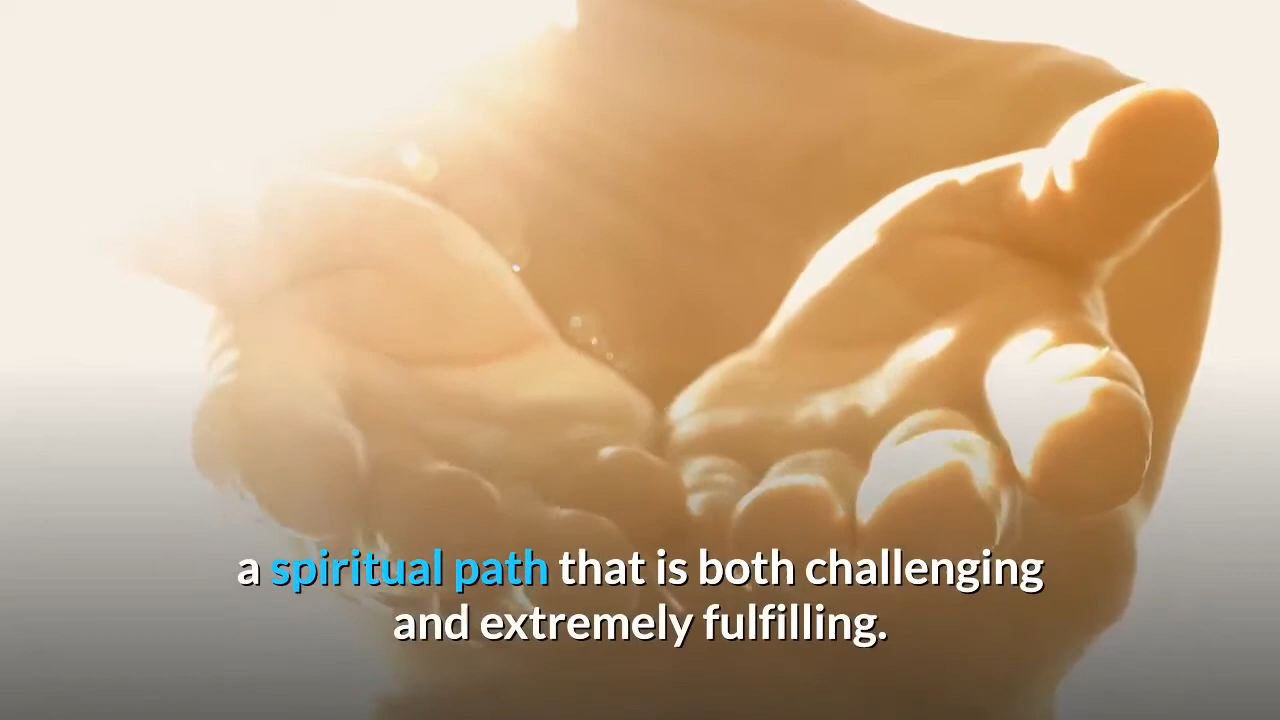 a spiritual path that is both challenging
and extremely fulfilling.